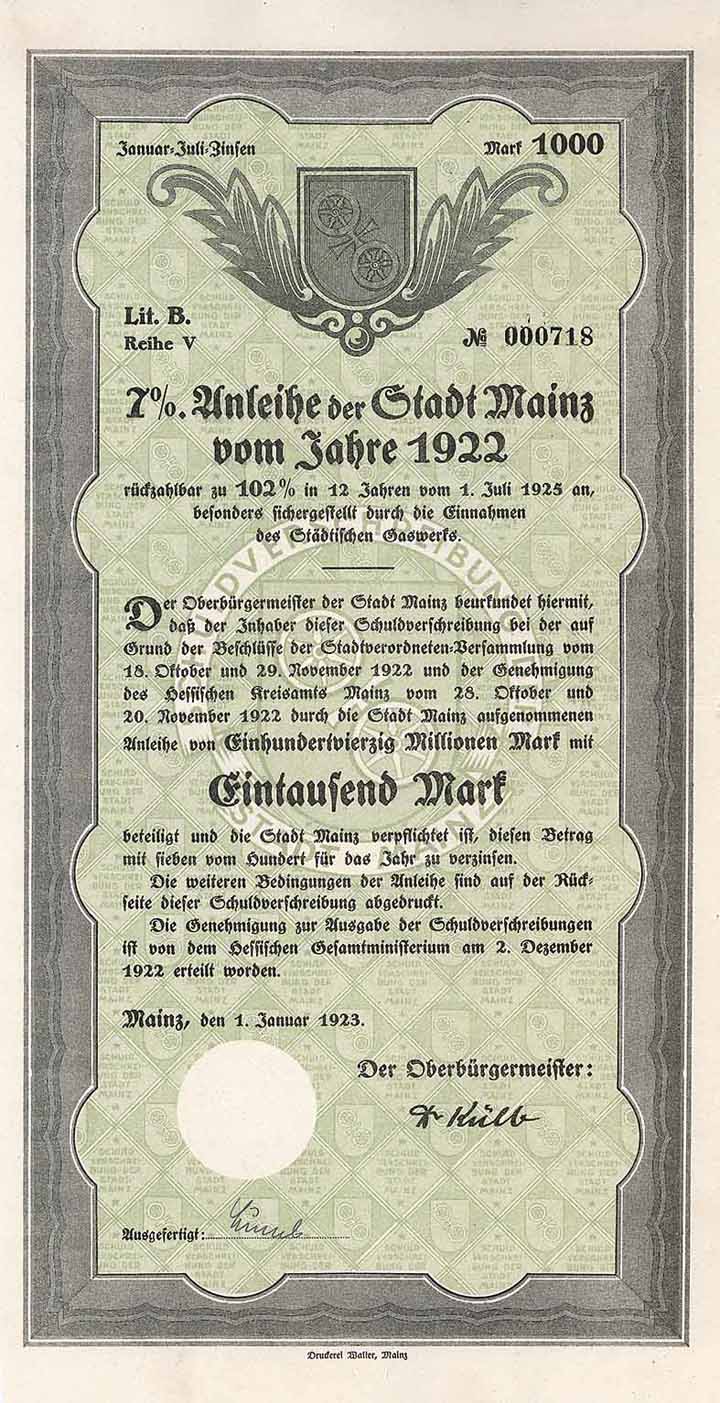 Januar-Juli-Zinsen
Mark 1000
Lit. B.
Reihe V
№ 000718
7%. Anleihe der Stadt Mainz
vom Jahre 1922
rückzahlbar zu 102% in 12 Jahren vom 1. Juli 1925 an,
besonders sichergestellt durch die Einnahmen
des Städtischen Gaswerks.
Der Oberbürgermeister der Stadt Mainz beurkundet hiermit,
daß der Inhaber dieser Schuldverschreibung bei der auf
Grund der Beschlüsse der Stadtverordneten-Versammlung vom
18. Oktober und 29. November 1922 und der Genehmigung
des Hessischen Kreisamts Mainz vom 28. Oktober und
20. November 1922 durch die Stadt Mainz aufgenommenen
Anleihe von Einhundertvierzig Millionen Mark mit
Eintausend Mark
beteiligt und die Stadt Mainz verpflichtet ist, diesen Betrag
mit sieben vom Hundert für das Jahr zu verzinsen.
Die weiteren Bedingungen der Anleihe sind auf der Rück-
seite dieser Schuldverschreibung abgedruckt.
Die Genehmigung zur Ausgabe der Schuldverschreibungen
ist von dem Hessischen Gesamtministerium am 2. Dezember
1922 erteilt worden.
Mainz, den 1. Januar 1923.
Der Oberbürgermeister:
Dr Külb
Ausgefertigt:
Druckerei Walter, Mainz